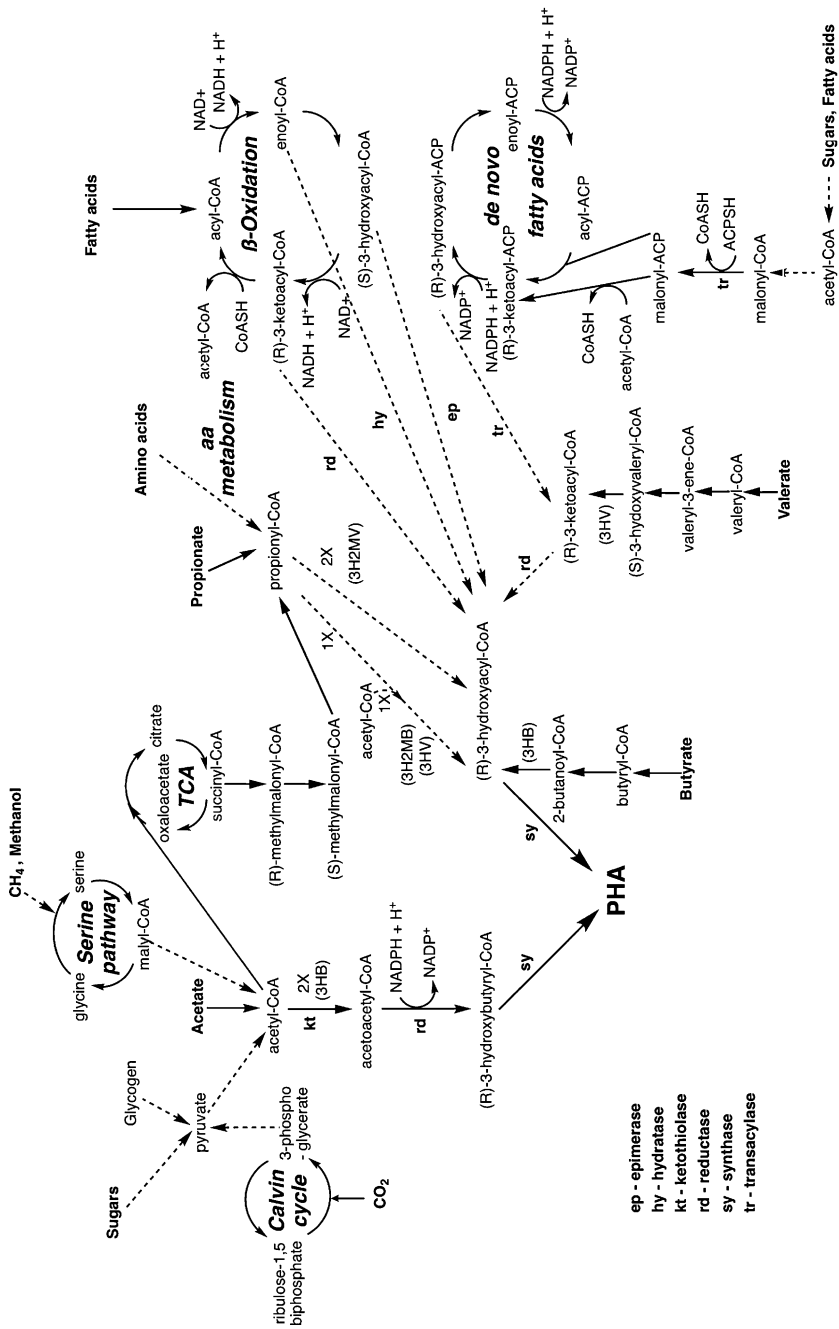 Sugars
Glycogen
pyruvate
ribulose-1,5
biphosphate
Calvin
cycle
3-phospho
- glycerate
CO2
CH4 , Methanol
glycine
serine
Serine
pathway
malyl-CoA
Acetate
acetyl-CoA
kt
2X
(3HB)
acetoacetyl-CoA
rd
NADPH + H+
NADP+
(R)-3-hydroxybutyryl-CoA
sy
PHA
oxaloacetate
citrate
TCA
succinyl-CoA
(R)-methylmalonyl-CoA
(S)-methylmalonyl-CoA
Propionate
Amino acids
aa
metabolism
propionyl-CoA
1X
2X
(3H2MV)
acetyl-CoA
1X
(3H2MB)
(3HV)
(R)-3-hydroxyacyl-CoA
sy
(3HB)
2-butanoyl-CoA
butyryl-CoA
Butyrate
Fatty acids
acyl-CoA
NAD+
NADH + H+
enoyl-CoA
ß-Oxidation
acetyl-CoA
CoASH
(R)-3-ketoacyl-CoA
NADH + H+
NAD+
(S)-3-hydroxyacyl-CoA
rd
hy
ep
tr
(R)-3-hydroxyacyl-ACP
enoyl-ACP
NADPH + H+
NADP+
de novo
fatty acids
acyl-ACP
NADP+
NADPH + H+
(R)-3-ketoacyl-ACP
CoASH
acetyl-CoA
malonyl-ACP
tr
CoASH
ACPSH
malonyl-CoA
acetyl-CoA
Sugars, Fatty acids
rd
(R)-3-ketoacyl-CoA
(3HV)
(S)-3-hydoxyvaleryl-CoA
valeryl-3-ene-CoA
valeryl-CoA
Valerate
ep - epimerase
hy - hydratase
kt - ketothiolase
rd - reductase
sy - synthase
tr - transacylase